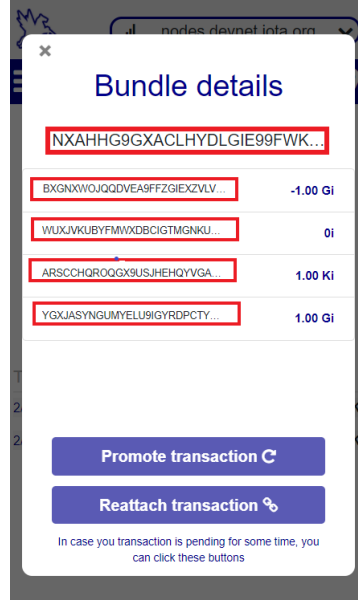 nodes.devnet.iota.org
×
Bundle details
NXAHHG9GXACLHYDLGIE99FWK...
BXGNXWOJQQDVEA9FFZGIEXZVLV... -1.00 Gi
WUXJVKUBYFMWXDBCIGTMGNKU... 0i
ARSCCHQROQGX9USJHEHQYVGA... 1.00 Ki
YGXJASYNGUMYELU9IGYRDPCTY... 1.00 Gi
Promote transaction
Reattach transaction
In case you transaction is pending for some time, you
can click these buttons